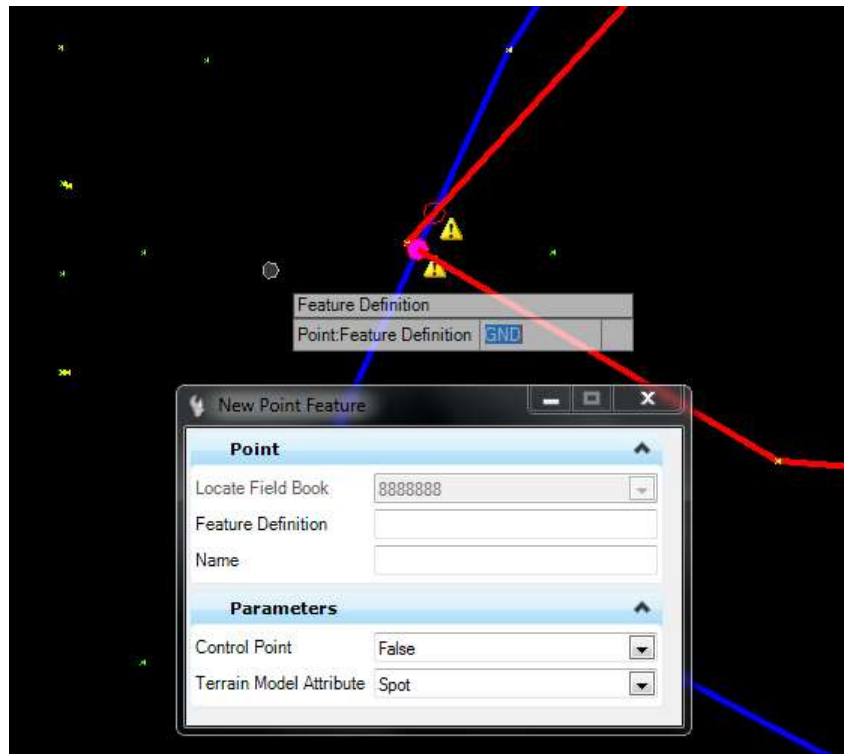 Feature Definition
Point:Feature Definition GND
New Point Feature
Point
Locate Field Book 8888888
Feature Definition
Name
Parameters
Control Point False
Terrain Model Attribute Spot